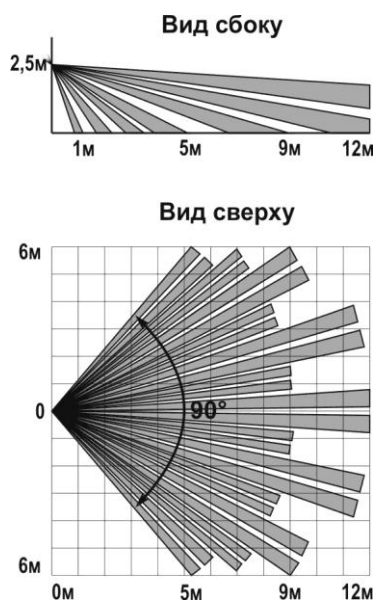 Вид сбоку
2,5м
1м 5м 9м 12м
Вид сверху
6м
0
90°
6м
0м 5м 9м 12м